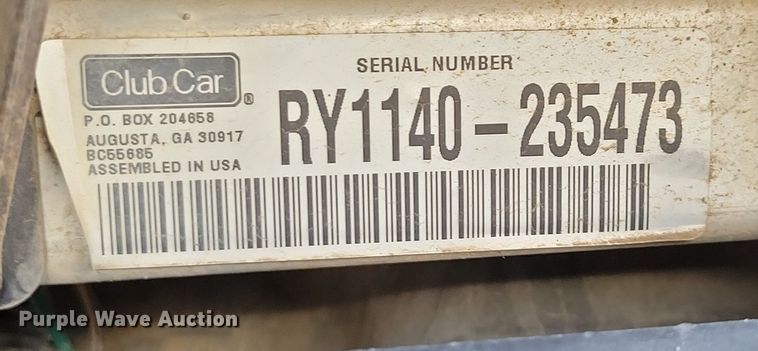 Club Car ®
P.O. BOX 204658
AUGUSTA, GA 30917
BC55685
ASSEMBLED IN USA
SERIAL NUMBER
RY1140-235473
Purple Wave Auction